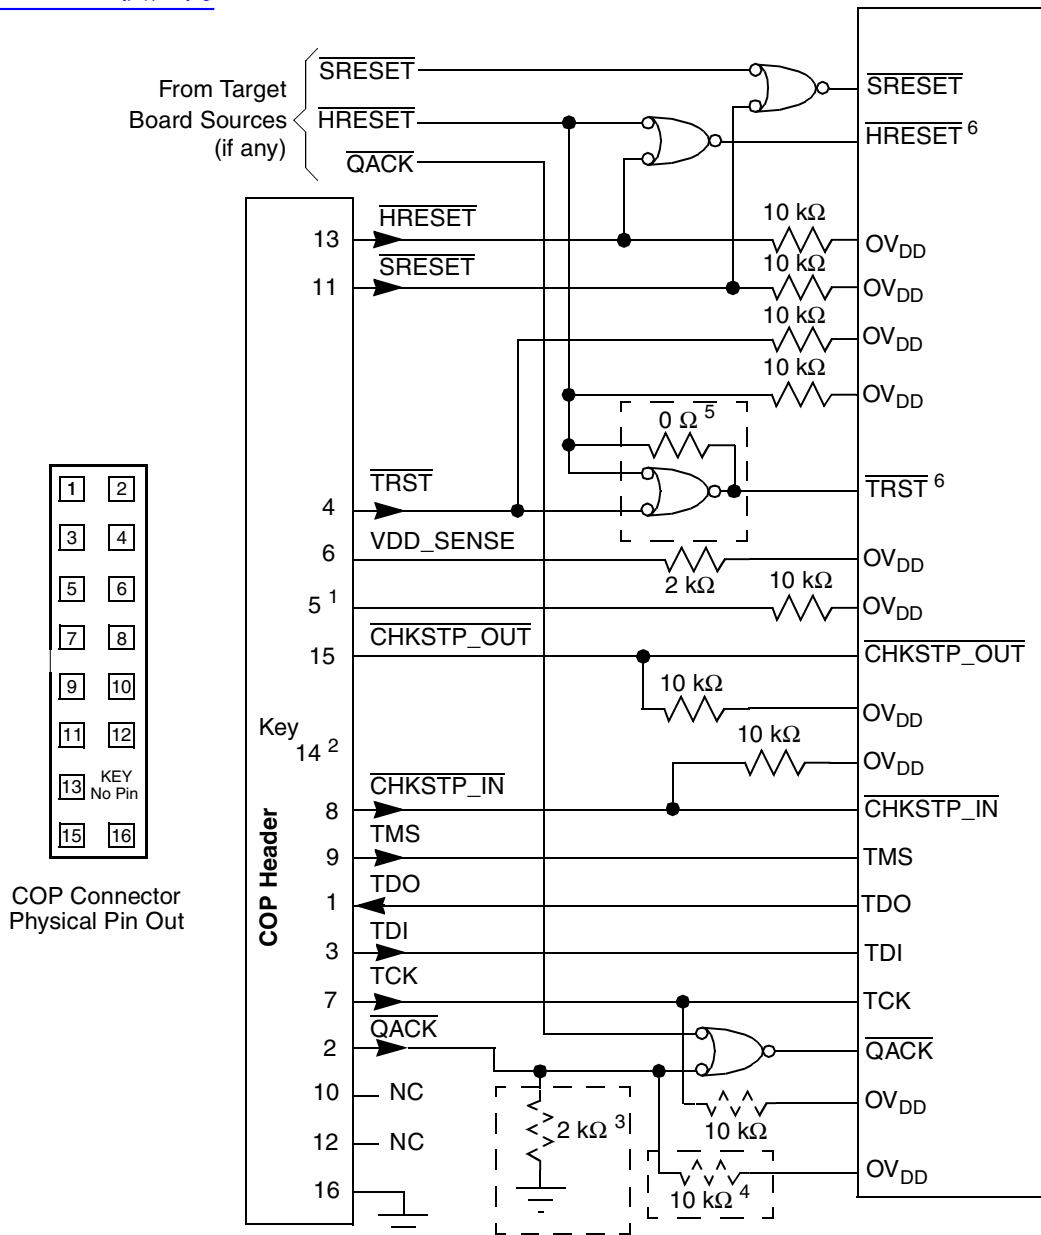 SRESET
From Target
Board Sources
(if any)
HRESET
QACK
SRESET
HRESET 6
13
HRESET
10 kΩ
OVDD
11
SRESET
10 kΩ
OVDD
10 kΩ
OVDD
10 kΩ
OVDD
0 Ω 5
4
TRST
TRST 6
6
VDD_SENSE
2 kΩ
OVDD
5 1
10 kΩ
OVDD
15
CHKSTP_OUT
CHKSTP_OUT
10 kΩ
OVDD
Key
14 2
10 kΩ
OVDD
8
CHKSTP_IN
CHKSTP_IN
9
TMS
TMS
1
TDO
TDO
3
TDI
TDI
7
TCK
TCK
2
QACK
QACK
10
NC
10 kΩ
OVDD
12
NC
2 kΩ 3
10 kΩ 4
OVDD
16
COP Header
1 2
3 4
5 6
7 8
9 10
11 12
13 KEY
No Pin
15 16
COP Connector
Physical Pin Out